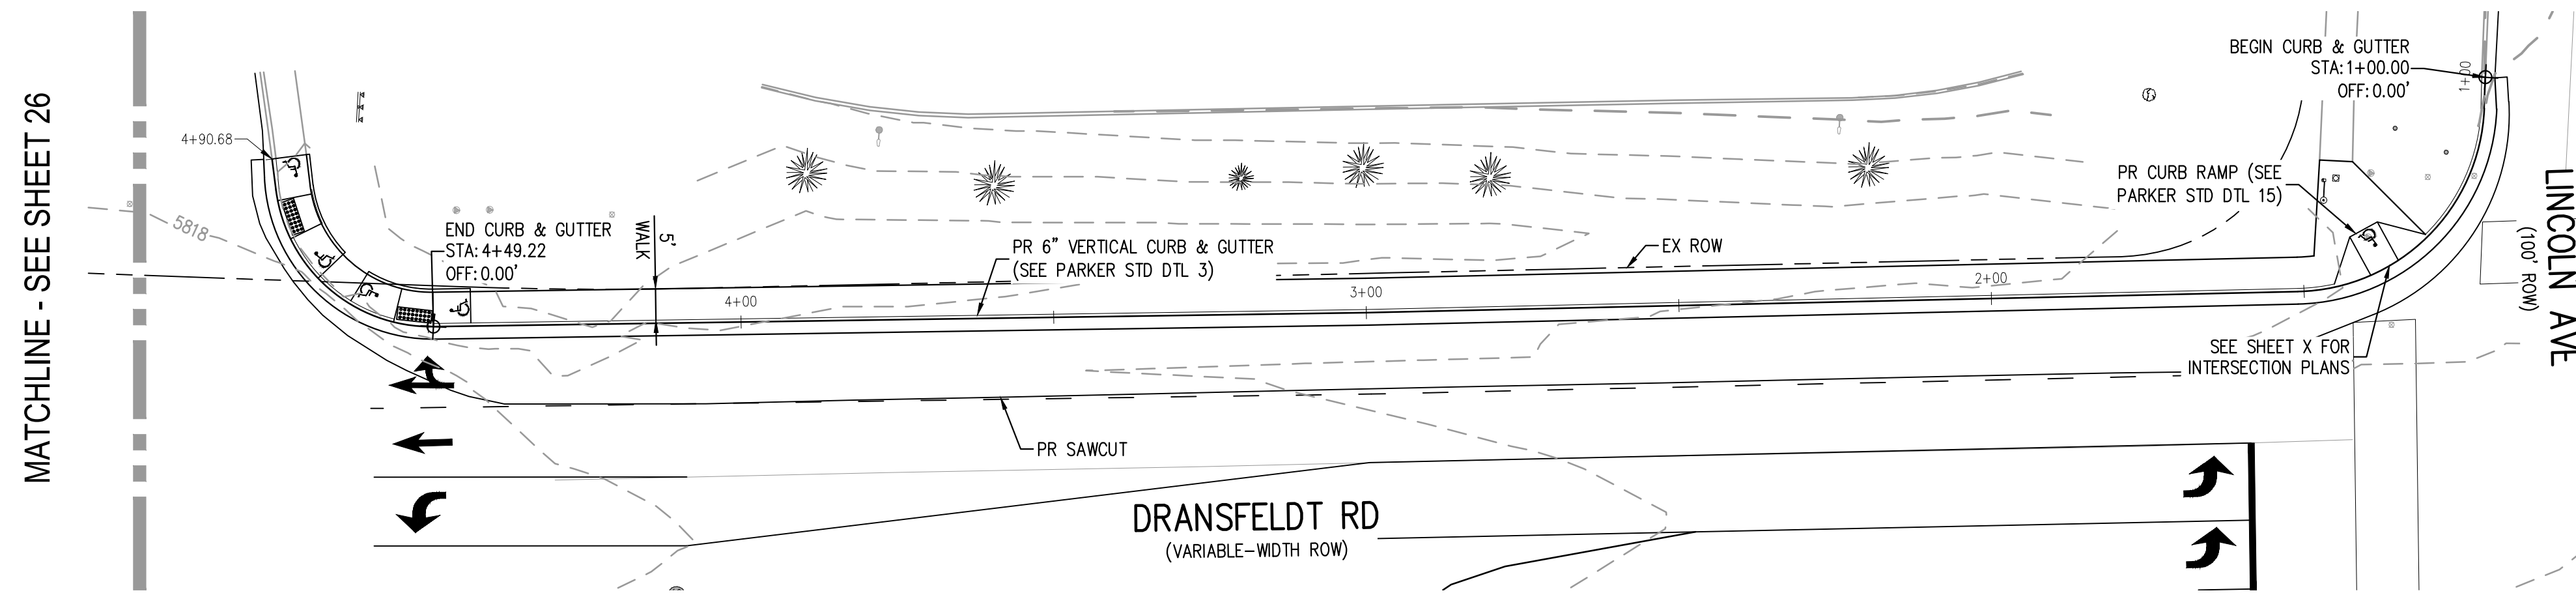 MATCHLINE - SEE SHEET 26
4+90.68
5818
END CURB & GUTTER
STA: 4+49.22
OFF: 0.00'
5'
WALK
4+00
PR 6" VERTICAL CURB & GUTTER
(SEE PARKER STD DTL 3)
3+00
EX ROW
2+00
BEGIN CURB & GUTTER
STA: 1+00.00
OFF: 0.00'
1+00
PR CURB RAMP (SEE
PARKER STD DTL 15)
SEE SHEET X FOR
INTERSECTION PLANS
LINCOLN AVE
(100' ROW)
PR SAWCUT
DRANSFELDT RD
(VARIABLE-WIDTH ROW)